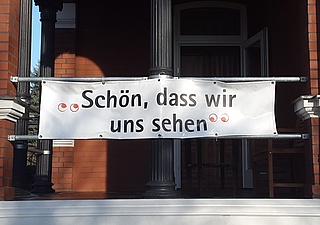 „Schön, dass wir
uns sehen“